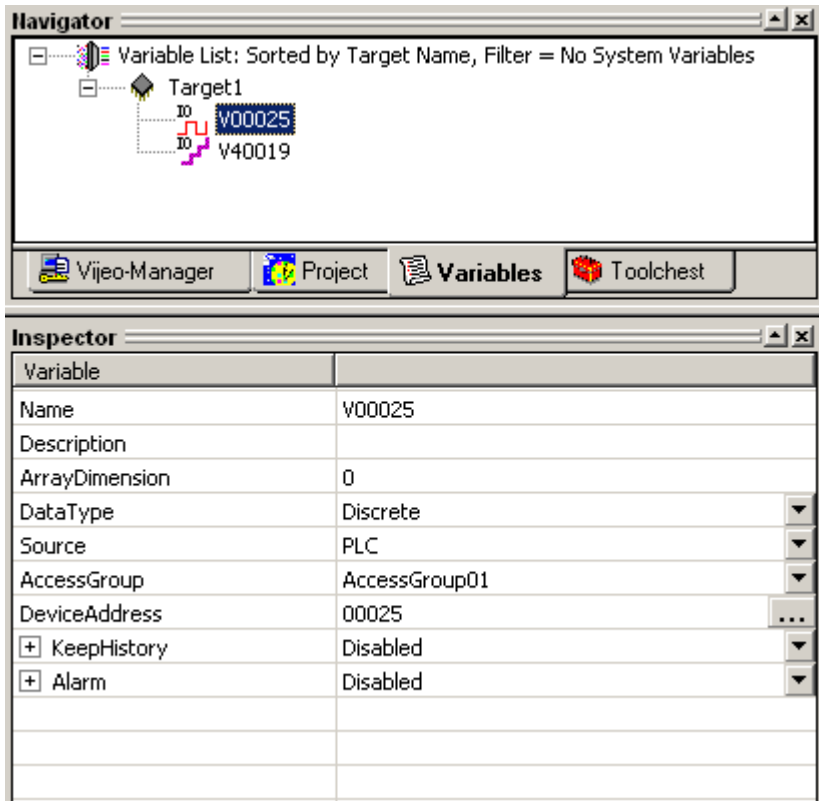 Navigator
Variable List: Sorted by Target Name, Filter = No System Variables
Target1
IO V00025
IO V40019
Vijeo-Manager Project Variables Toolchest
Inspector
Variable
Name V00025
Description
ArrayDimension 0
DataType Discrete
Source PLC
AccessGroup AccessGroup01
DeviceAddress 00025 ...
KeepHistory Disabled
Alarm Disabled